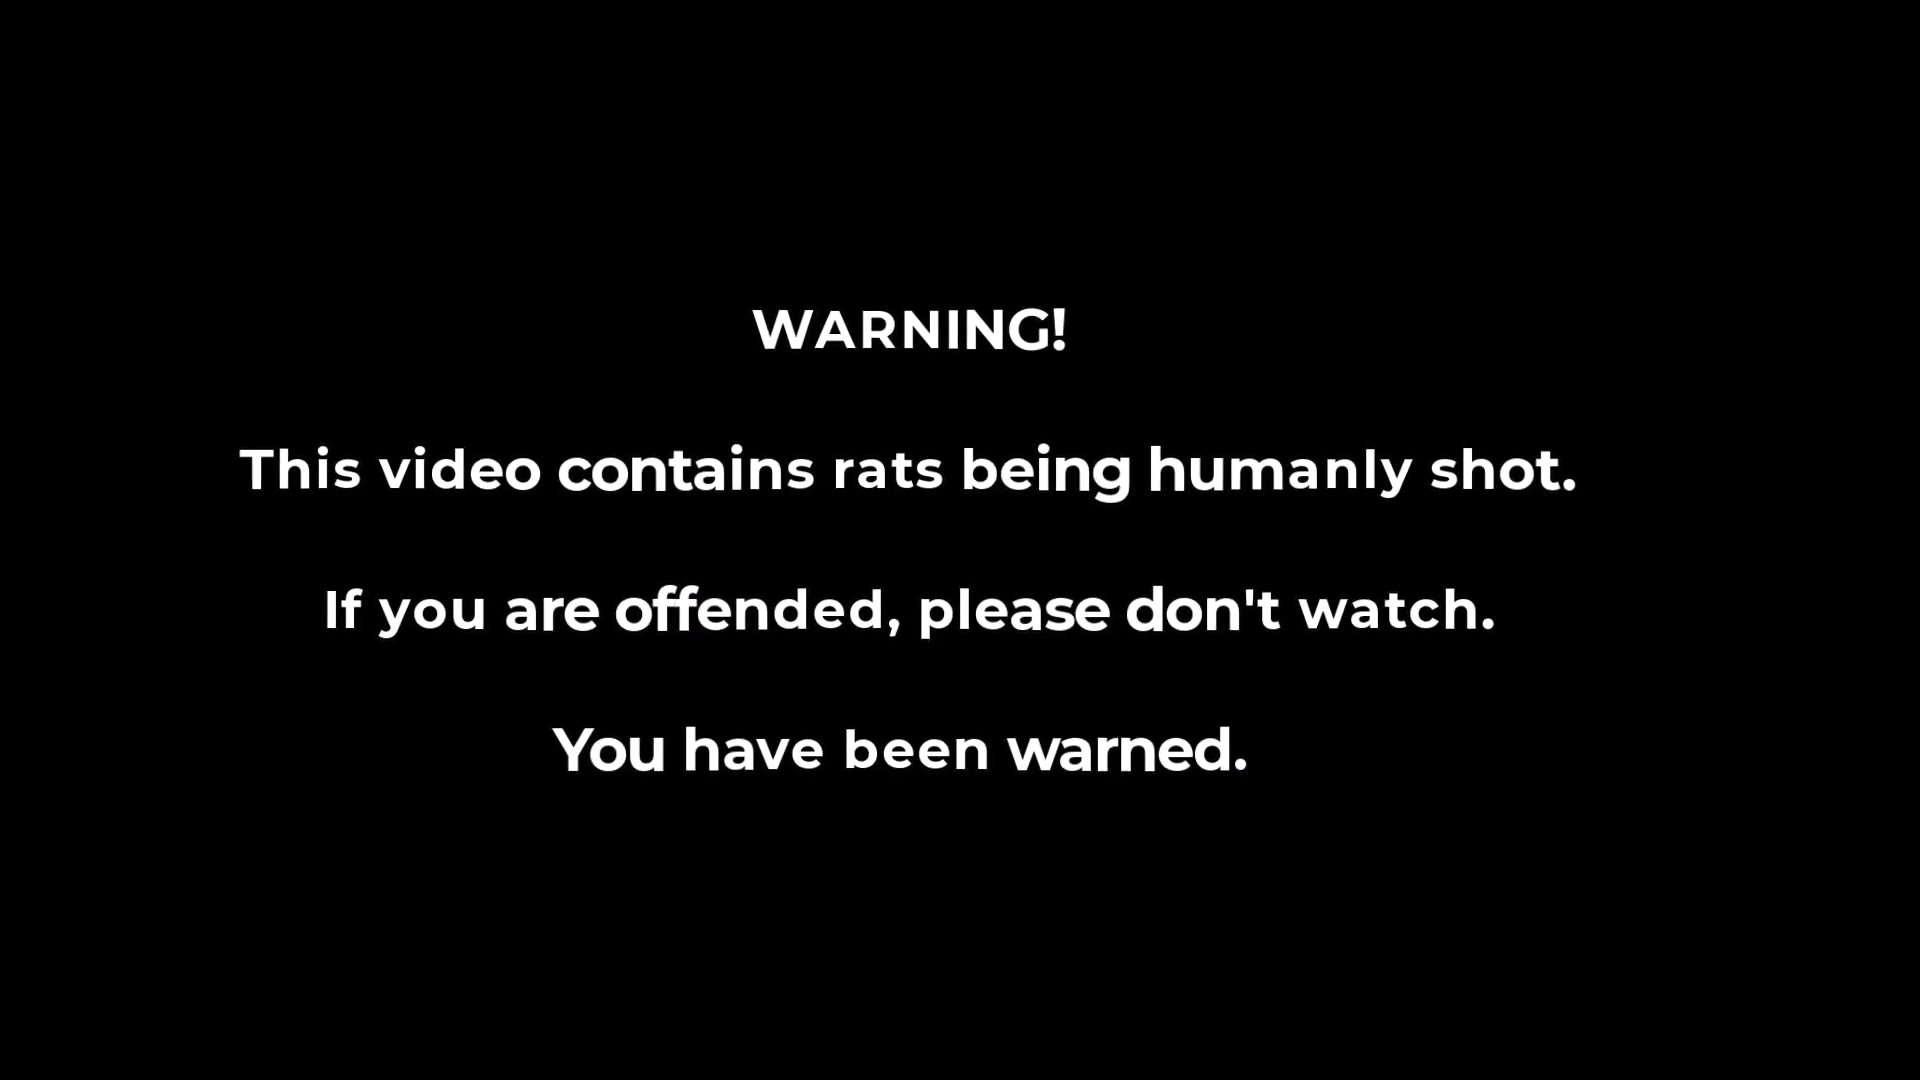 WARNING!
This video contains rats being humanly shot.
If you are offended, please don't watch.
You have been warned.